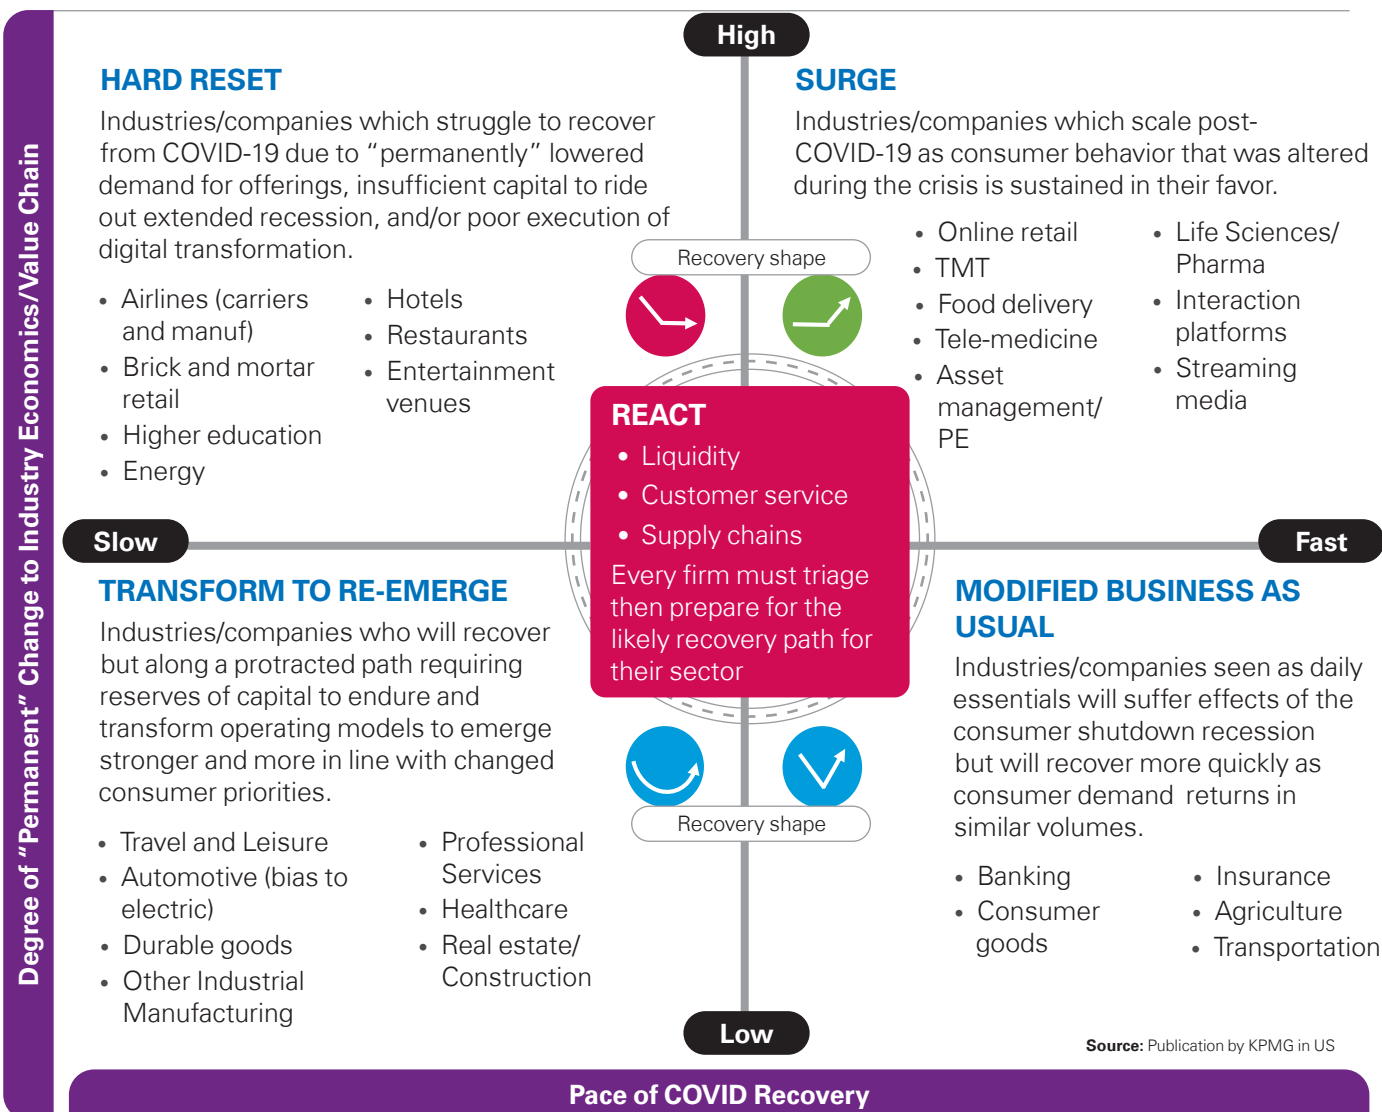 High
HARD RESET
Industries/companies which struggle to recover
from COVID-19 due to “permanently” lowered
demand for offerings, insufficient capital to ride
out extended recession, and/or poor execution of
digital transformation.
• Airlines (carriers
and manuf)
• Brick and mortar
retail
• Higher education
• Energy
• Hotels
• Restaurants
• Entertainment
venues
SURGE
Industries/companies which scale post-
COVID-19 as consumer behavior that was altered
during the crisis is sustained in their favor.
• Online retail
• TMT
• Food delivery
• Tele-medicine
• Asset
management/
PE
• Life Sciences/
Pharma
• Interaction
platforms
• Streaming
media
Recovery shape
REACT
• Liquidity
• Customer service
• Supply chains
Every firm must triage
then prepare for the
likely recovery path for
their sector
Slow
Fast
TRANSFORM TO RE-EMERGE
Industries/companies who will recover
but along a protracted path requiring
reserves of capital to endure and
transform operating models to emerge
stronger and more in line with changed
consumer priorities.
• Travel and Leisure
• Automotive (bias to
electric)
• Durable goods
• Other Industrial
Manufacturing
• Professional
Services
• Healthcare
• Real estate/
Construction
MODIFIED BUSINESS AS
USUAL
Industries/companies seen as daily
essentials will suffer effects of the
consumer shutdown recession
but will recover more quickly as
consumer demand returns in
similar volumes.
• Banking
• Consumer
goods
• Insurance
• Agriculture
• Transportation
Recovery shape
Low
Source: Publication by KPMG in US
Degree of “Permanent” Change to Industry Economics/Value Chain
Pace of COVID Recovery